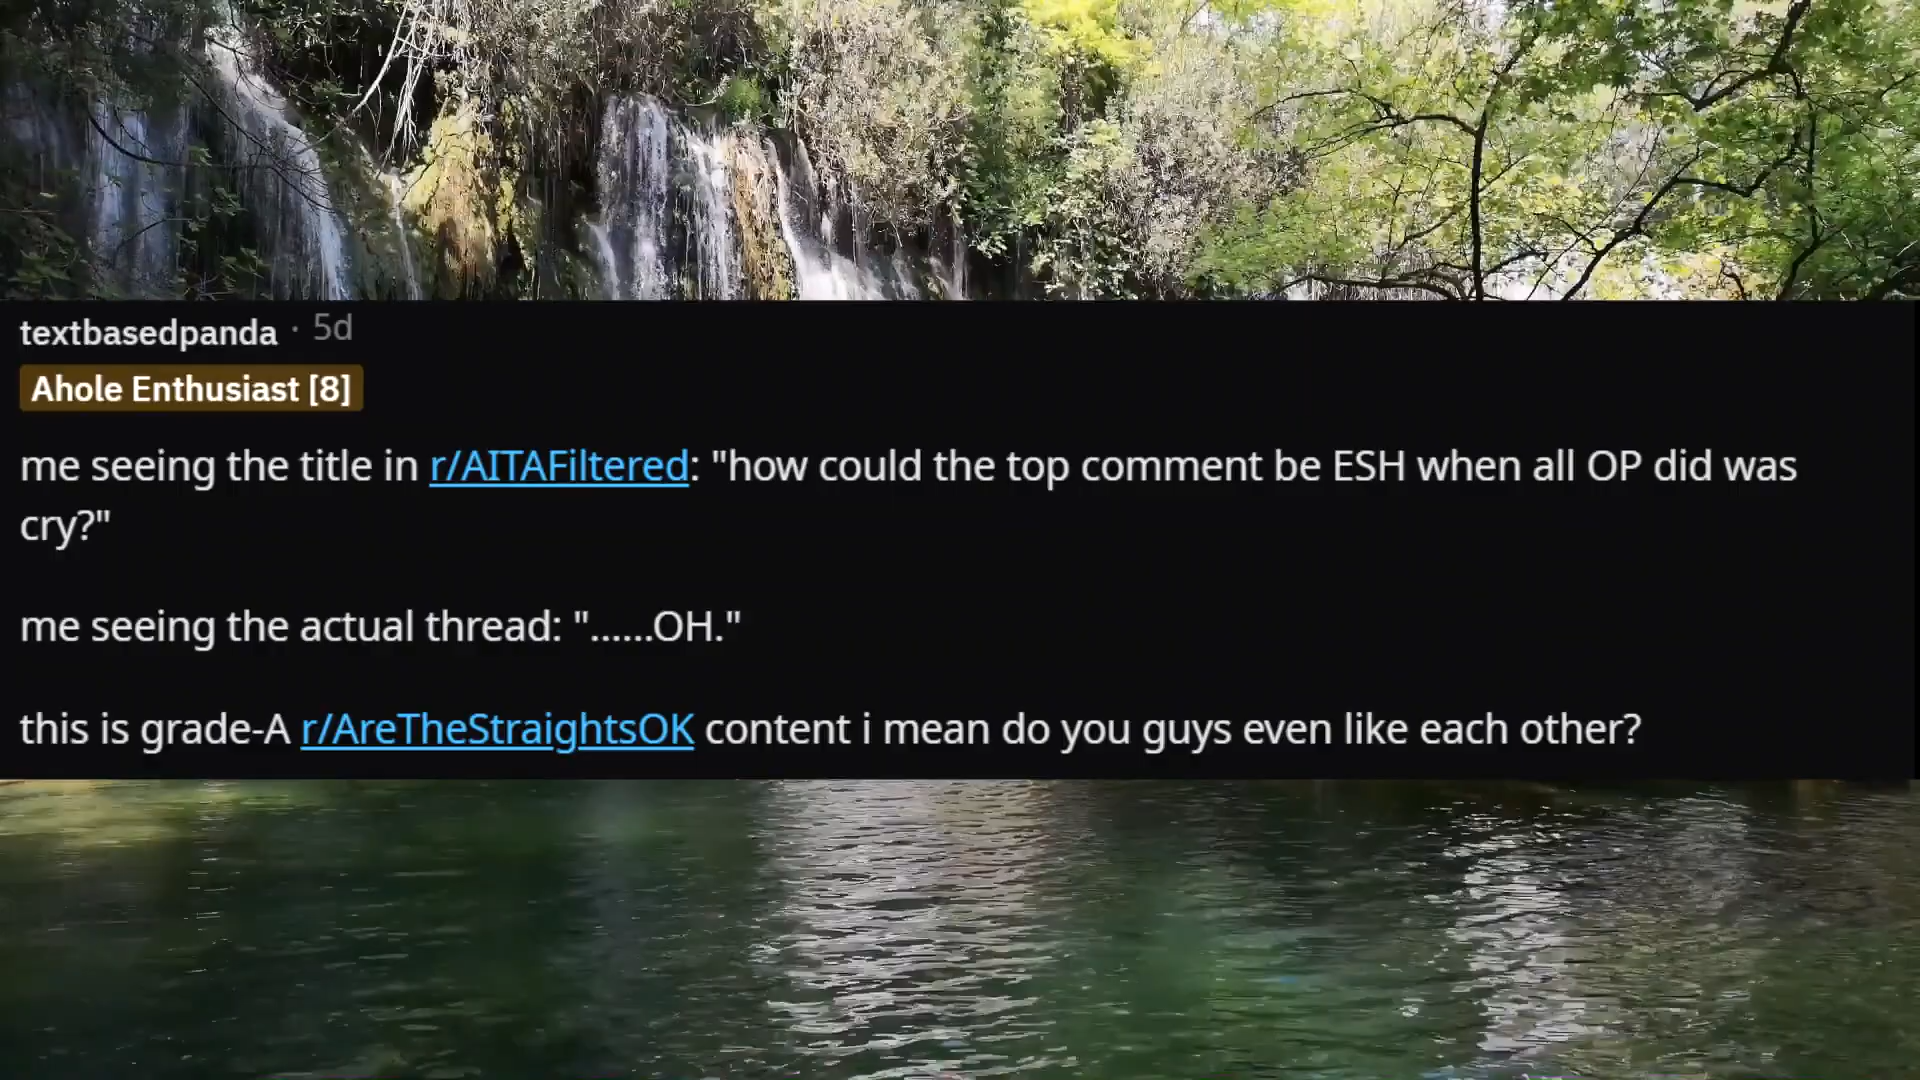 textbasedpanda · 5d
Ahole Enthusiast [8]
me seeing the title in r/AITAFiltered: "how could the top comment be ESH when all OP did was
cry?"
me seeing the actual thread: "......OH."
this is grade-A r/AreTheStraightsOK content i mean do you guys even like each other?